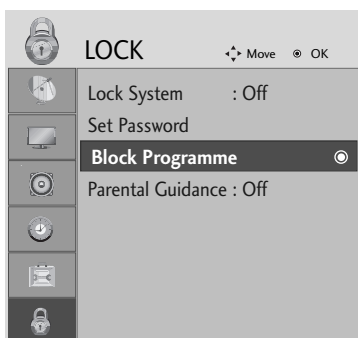 LOCK
Move OK
Lock System : Off
Set Password
Block Programme
Parental Guidance : Off